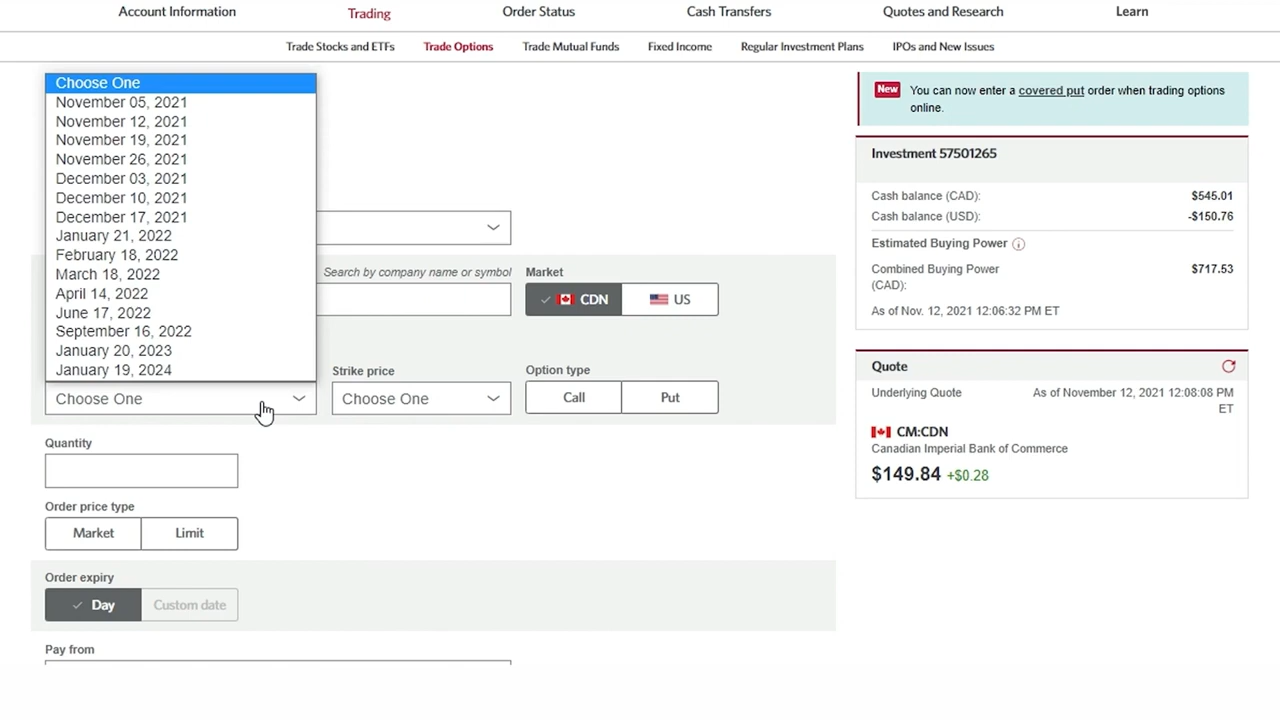 Account Information
Trading
Order Status
Cash Transfers
Quotes and Research
Learn
Trade Stocks and ETFs
Trade Options
Trade Mutual Funds
Fixed Income
Regular Investment Plans
IPOs and New Issues
Choose One
November 05, 2021
November 12, 2021
November 19, 2021
November 26, 2021
December 03, 2021
December 10, 2021
December 17, 2021
January 21, 2022
February 18, 2022
March 18, 2022
April 14, 2022
June 17, 2022
September 16, 2022
January 20, 2023
January 19, 2024
Choose One
Search by company name or symbol
Market
CDN
US
Strike price
Choose One
Option type
Call
Put
Quantity
Order price type
Market
Limit
Order expiry
Day
Custom date
Pay from
New
You can now enter a covered put order when trading options
online.
Investment 57501265
Cash balance (CAD): $545.01
Cash balance (USD): -$150.76
Estimated Buying Power
Combined Buying Power $717.53
(CAD):
As of Nov. 12, 2021 12:06:32 PM ET
Quote
Underlying Quote As of November 12, 2021 12:08:08 PM
ET
CM:CDN
Canadian Imperial Bank of Commerce
$149.84 +$0.28